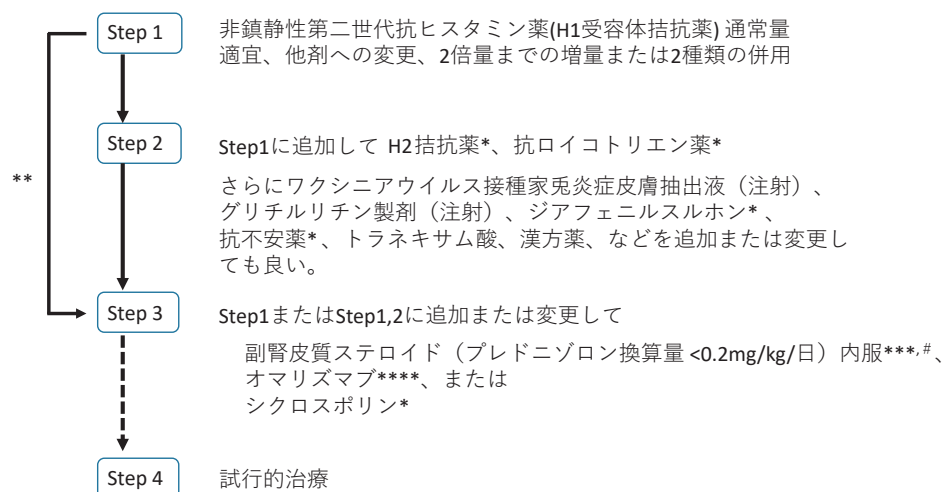 Step 1
非鎮静性第二世代抗ヒスタミン薬(H1受容体拮抗薬) 通常量
適宜、他剤への変更、2倍量までの増量または2種類の併用
Step 2
Step1に追加して H2拮抗薬*、抗ロイコトリエン薬*
**
さらにワクシニアウイルス接種家兎炎症皮膚抽出液（注射）、
グリチルリチン製剤（注射）、ジアフェニルスルホン* 、
抗不安薬*、トラネキサム酸、漢方薬、などを追加または変更し
ても良い。
Step 3
Step1またはStep1,2に追加または変更して
副腎皮質ステロイド（プレドニゾロン換算量 <0.2mg/kg/日）内服***,#、
オマリズマブ****、または
シクロスポリン*
Step 4
試行的治療